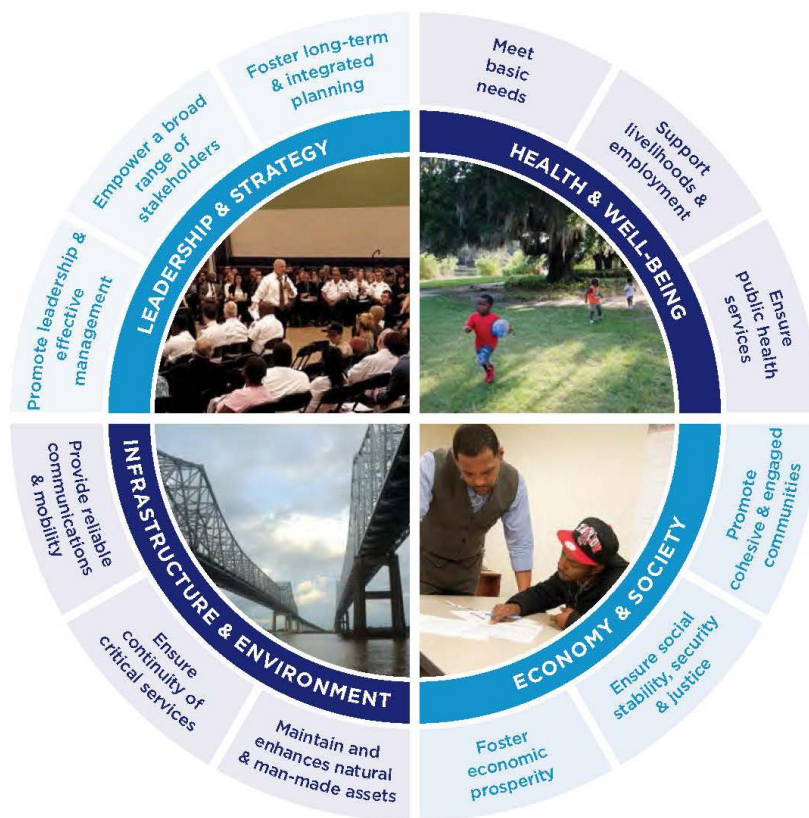 Foster long-term
& integrated
planning
Empower a broad
range of
stakeholders
Promote leadership &
effective
management
LEADERSHIP & STRATEGY
Meet
basic
needs
Support
livelihoods &
employment
Ensure
public health
services
HEALTH & WELL-BEING
Provide reliable
communications
& mobility
Ensure
continuity of
critical services
Maintain and
enhances natural
& man-made assets
INFRASTRUCTURE & ENVIRONMENT
Promote
cohesive & engaged
communities
Ensure social
stability, security
& justice
Foster
economic
prosperity
ECONOMY & SOCIETY